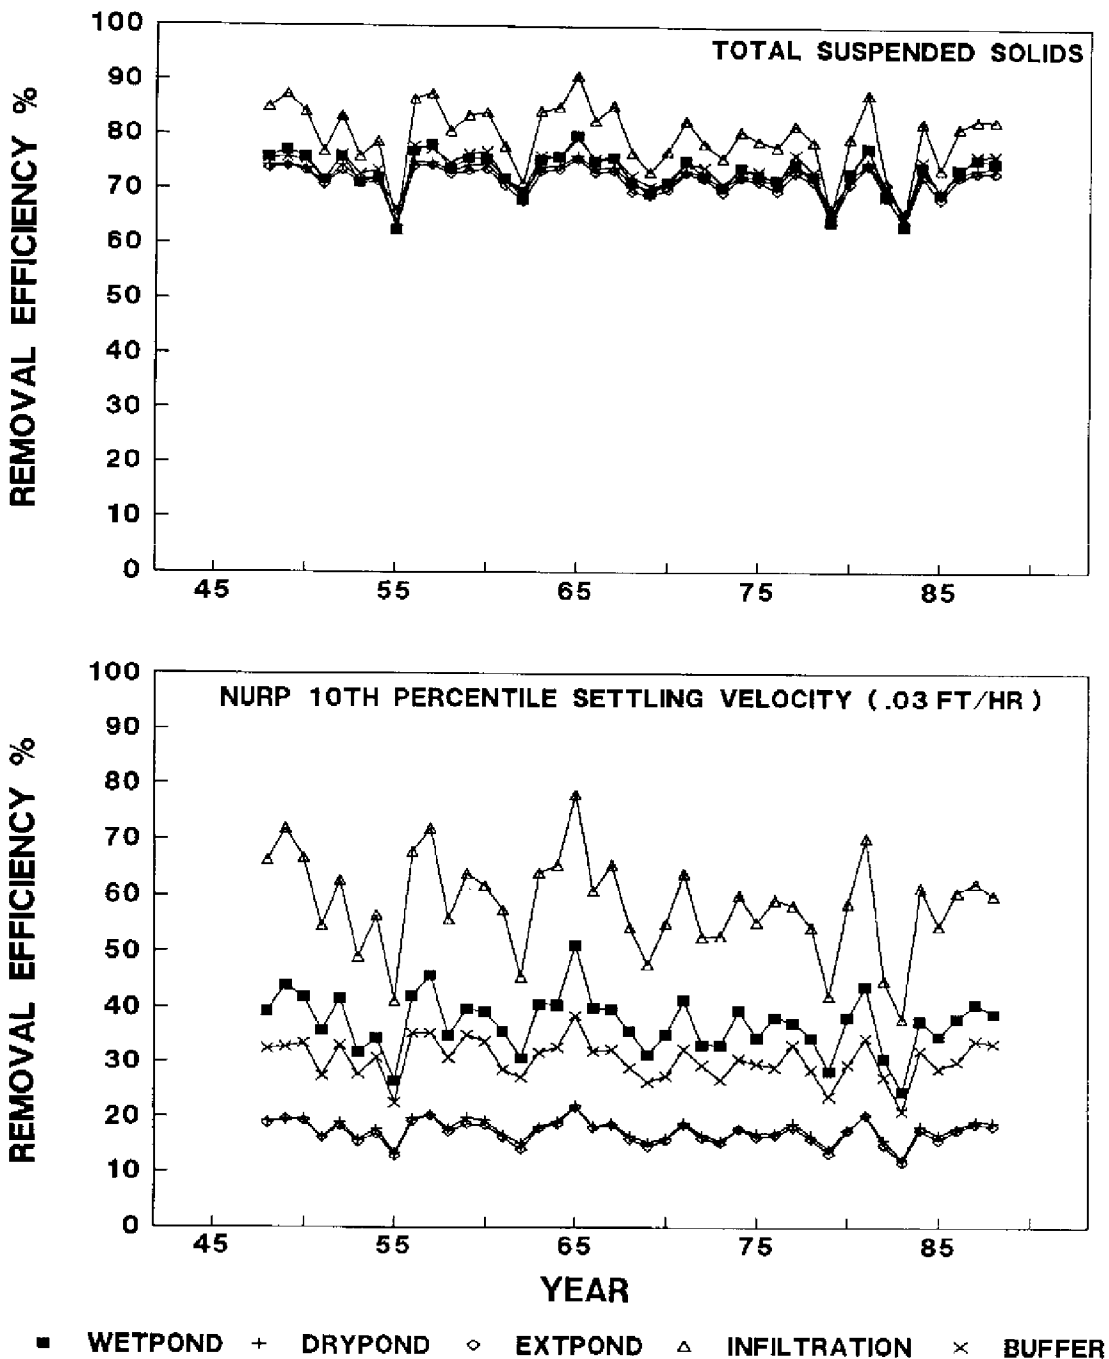 TOTAL SUSPENDED SOLIDS
REMOVAL EFFICIENCY %
100
90
80
70
60
50
40
30
20
10
0
45 55 65 75 85
NURP 10TH PERCENTILE SETTLING VELOCITY (.03 FT/HR)
REMOVAL EFFICIENCY %
100
90
80
70
60
50
40
30
20
10
0
45 55 65 75 85
YEAR
WETPOND DRYPOND EXTPOND INFILTRATION BUFFER